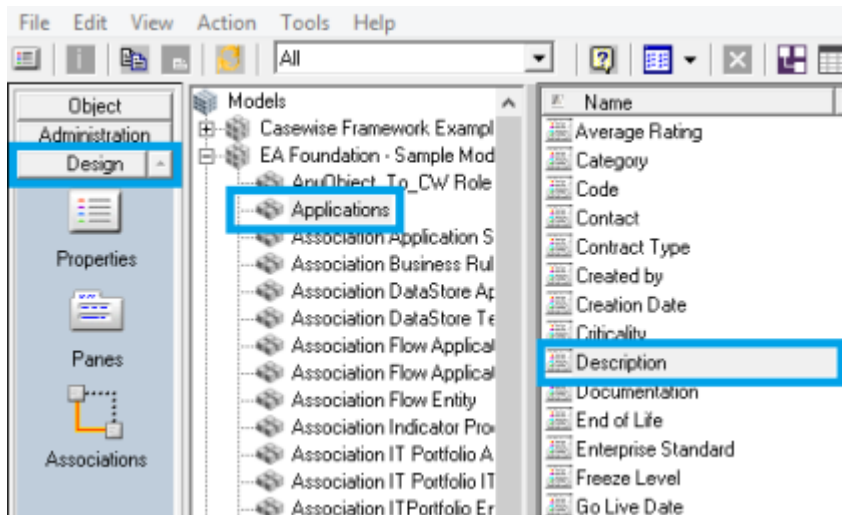 File Edit View Action Tools Help
All
Object
Administration
Design
Properties
Panes
Associations
Models
Casewise Framework Exampl
EA Foundation - Sample Mod
AnyObject_To_CW Role
Applications
Association Application S
Association Business Rul
Association DataStore Ap
Association DataStore Te
Association Flow Applicat
Association Flow Applicat
Association Flow Entity
Association Indicator Pro
Association IT Portfolio A
Association IT Portfolio IT
Association ITPortfolio Er
Name
Average Rating
Category
Code
Contact
Contract Type
Created by
Creation Date
Criticality
Description
Documentation
End of Life
Enterprise Standard
Freeze Level
Go Live Date